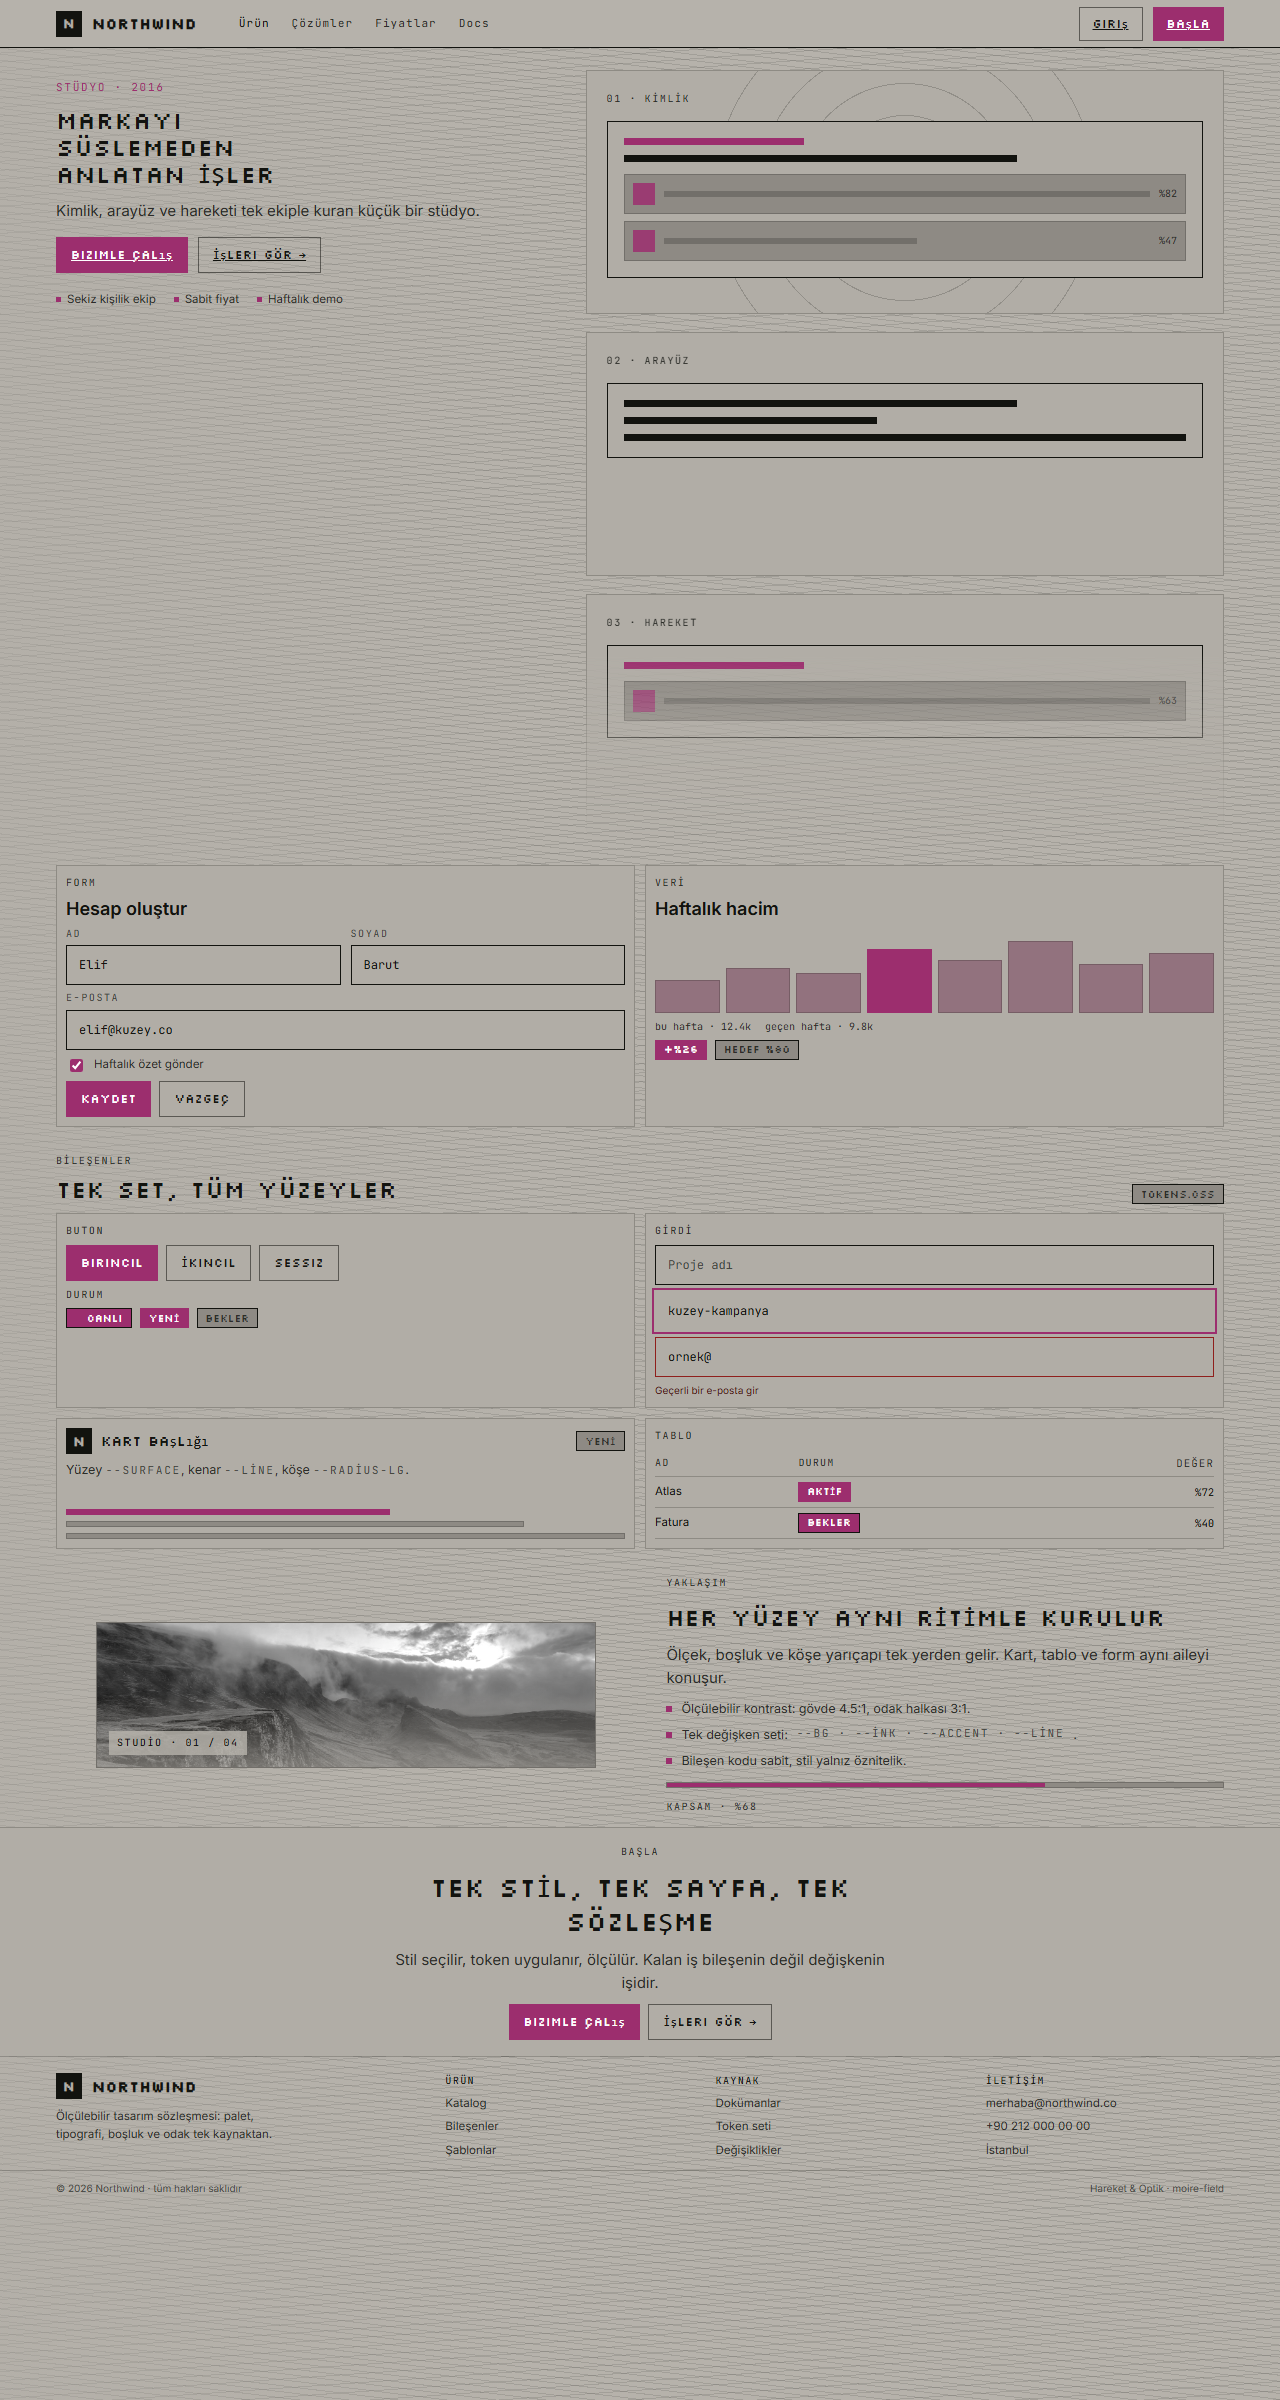 N NORTHWIND Ürün Çözümler Fiyatlar Docs GIRIŞ BAŞLA
STÜDYO · 2016
MARKAYI
SÜSLEMEDEN
ANLATAN İŞLER
Kimlik, arayüz ve hareketi tek ekiple kuran küçük bir stüdyo.
BIZIMLE ÇALIŞ İŞLERI GÖR →
Sekiz kişilik ekip Sabit fiyat Haftalık demo
01 · KİMLİK
%82
%47
02 · ARAYÜZ
03 · HAREKET
%63
FORM
Hesap oluştur
AD SOYAD
Elif Barut
E-POSTA
elif@kuzey.co
Haftalık özet gönder
KAYDET VAZGEÇ
VERİ
Haftalık hacim
bu hafta · 12.4k geçen hafta · 9.8k
+%26 HEDEF %80
BİLEŞENLER
TEK SET, TÜM YÜZEYLER
TOKENS.CSS
BUTON
BIRINCIL İKINCIL SESSIZ
DURUM
CANLI YENİ BEKLER
GİRDİ
Proje adı
kuzey-kampanya
ornek@
Geçerli bir e-posta gir
N KART BAŞLığı YENİ
Yüzey --SURFACE, kenar --LİNE, köşe --RADİUS-LG.
TABLO
AD DURUM DEĞER
Atlas AKTİF %72
Fatura BEKLER %40
STUDİO · 01 / 04
YAKLAŞIM
HER YÜZEY AYNI RİTİMLE KURULUR
Ölçek, boşluk ve köşe yarıçapı tek yerden gelir. Kart, tablo ve form aynı aileyi
konuşur.
Ölçülebilir kontrast: gövde 4.5:1, odak halkası 3:1.
Tek değişken seti: --BG · --İNK · --ACCENT · --LİNE .
Bileşen kodu sabit, stil yalnız öznitelik.
KAPSAM · %68
BAŞLA
TEK STİL, TEK SAYFA, TEK
SÖZLEŞME
Stil seçilir, token uygulanır, ölçülür. Kalan iş bileşenin değil değişkenin
işidir.
BIZIMLE ÇALIŞ İŞLERI GÖR →
N NORTHWIND
Ölçülebilir tasarım sözleşmesi: palet,
tipografi, boşluk ve odak tek kaynaktan.
ÜRÜN
Katalog
Bileşenler
Şablonlar
KAYNAK
Dokümanlar
Token seti
Değişiklikler
İLETİŞİM
merhaba@northwind.co
+90 212 000 00 00
İstanbul
© 2026 Northwind · tüm hakları saklıdır
Hareket & Optik · moire-field